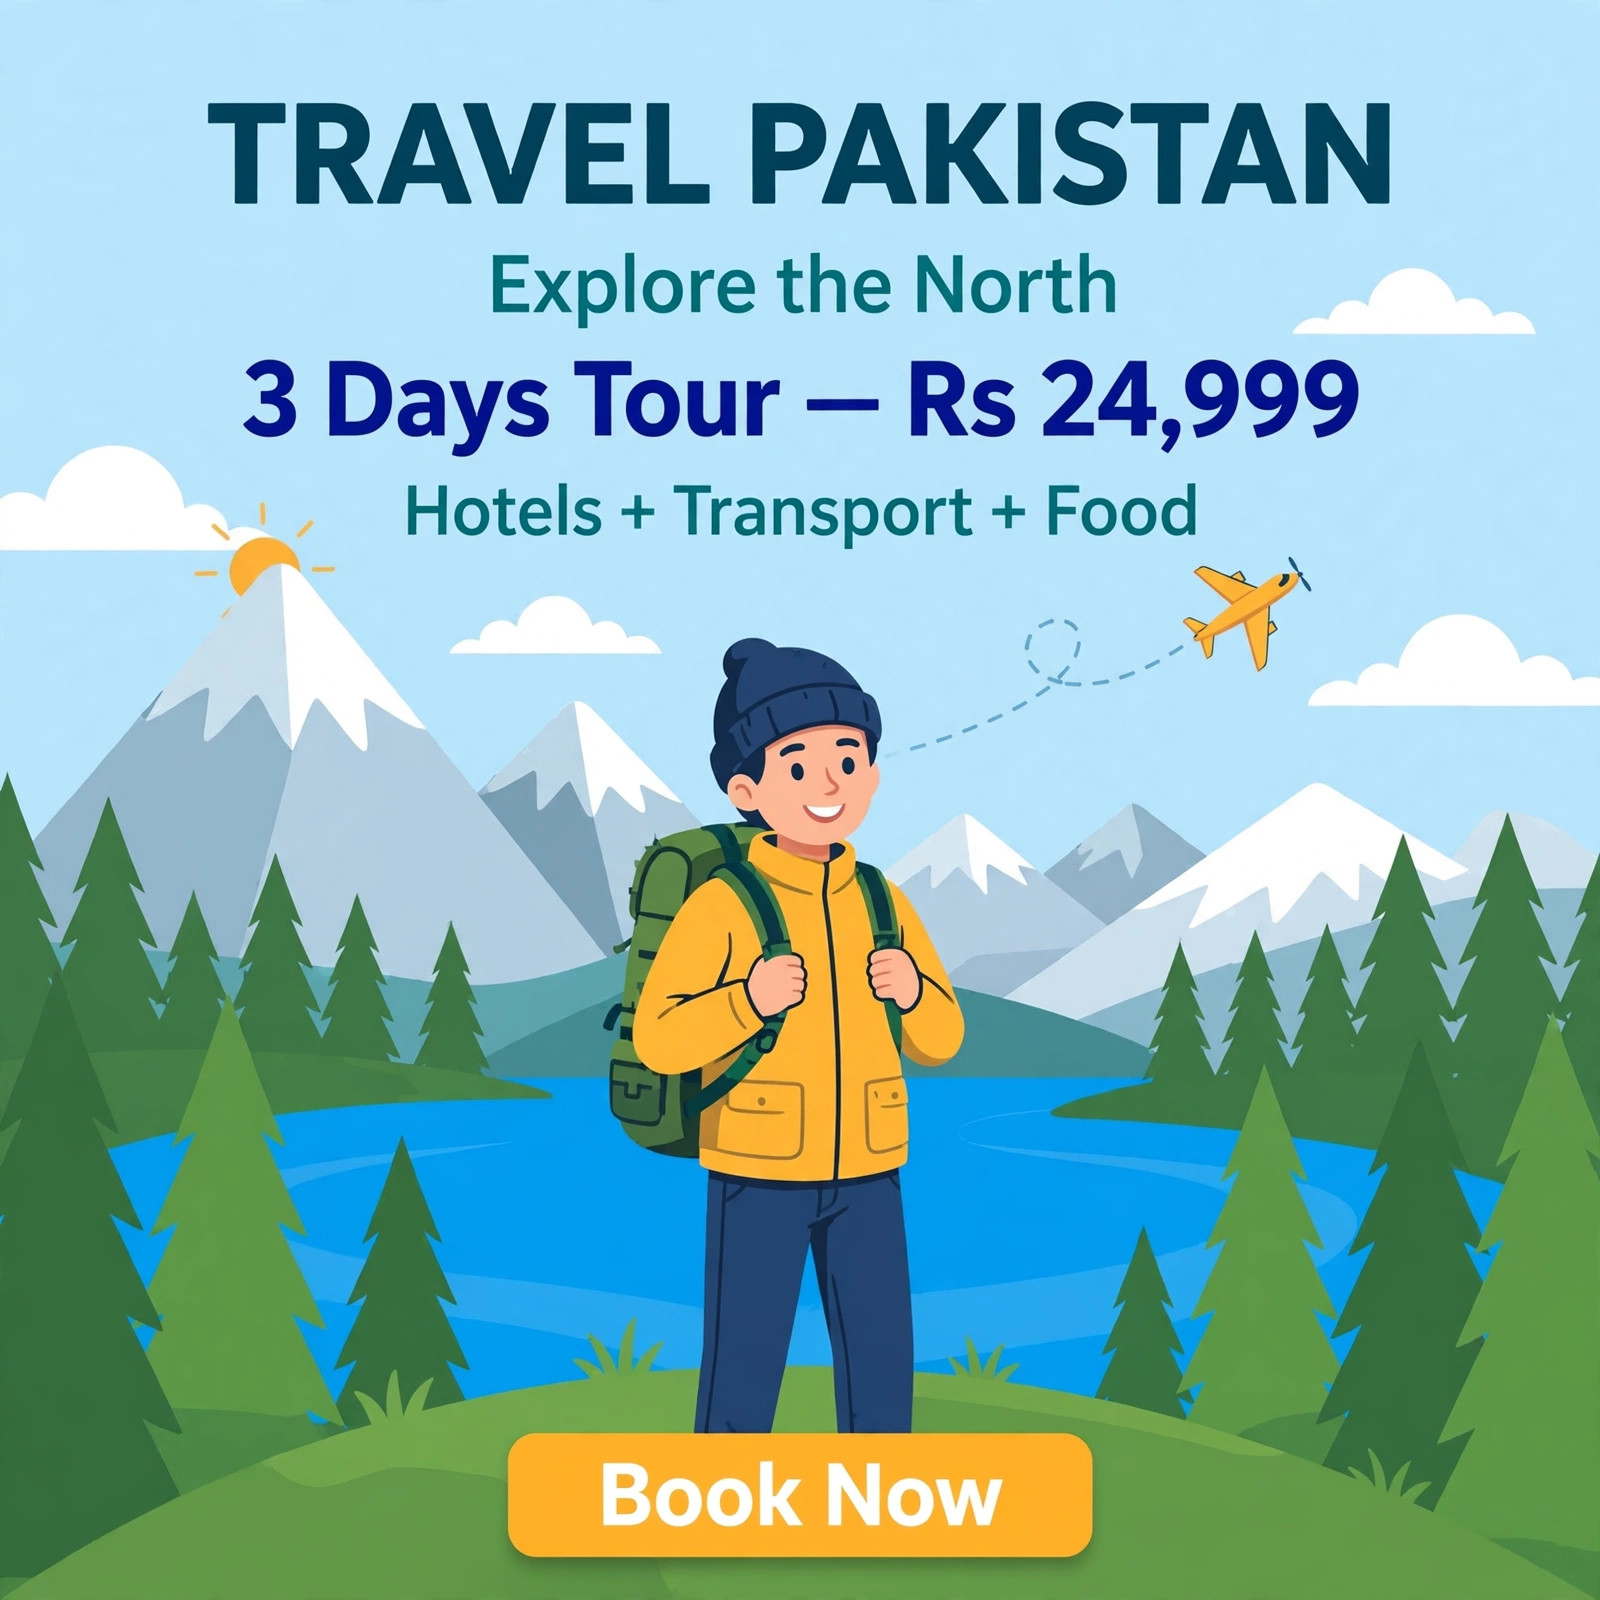 TRAVEL PAKISTAN
Explore the North
3 Days Tour — Rs 24,999
Hotels + Transport + Food
Book Now